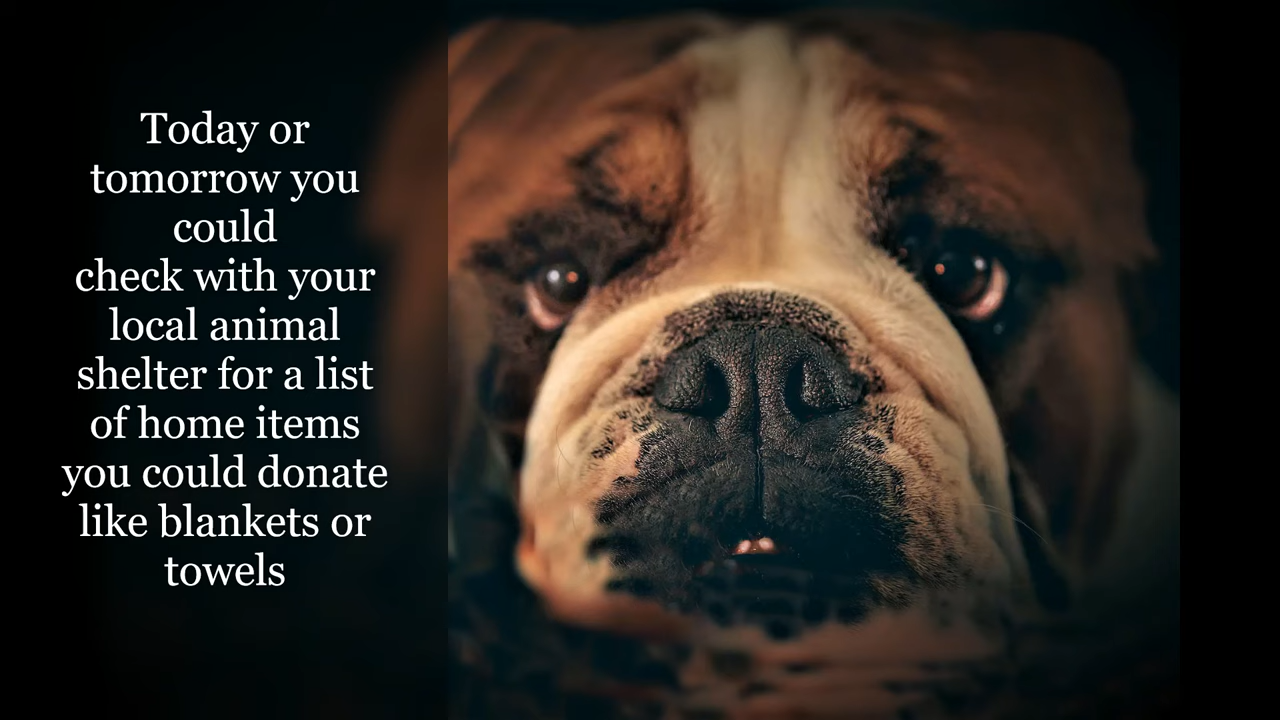 Today or
tomorrow you
could
check with your
local animal
shelter for a list
of home items
you could donate
like blankets or
towels